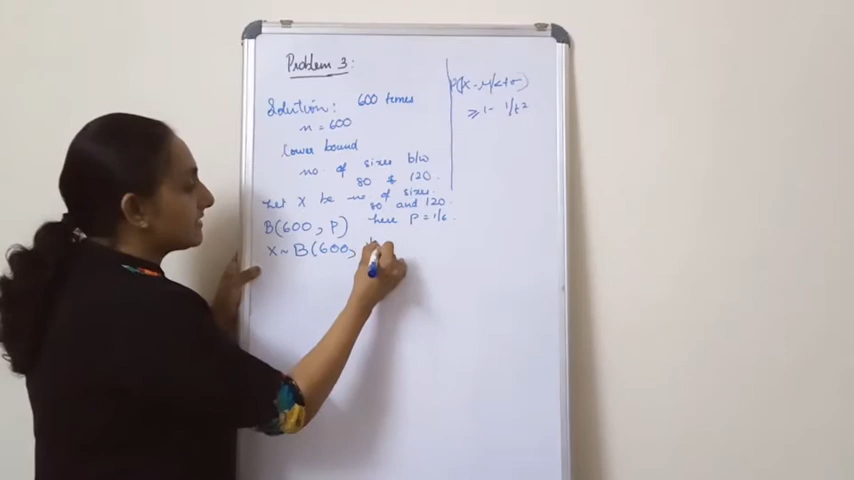 Problem 3:
Solution: 600 times
n = 600
Lower bound
no. of sixes b/w
80 & 120.
Let X be no of sixes.
80 and 120.
B(600, P) here P = 1/6.
X ~ B(600,
P(|X - μ| < tσ)
≥ 1 - 1/t²